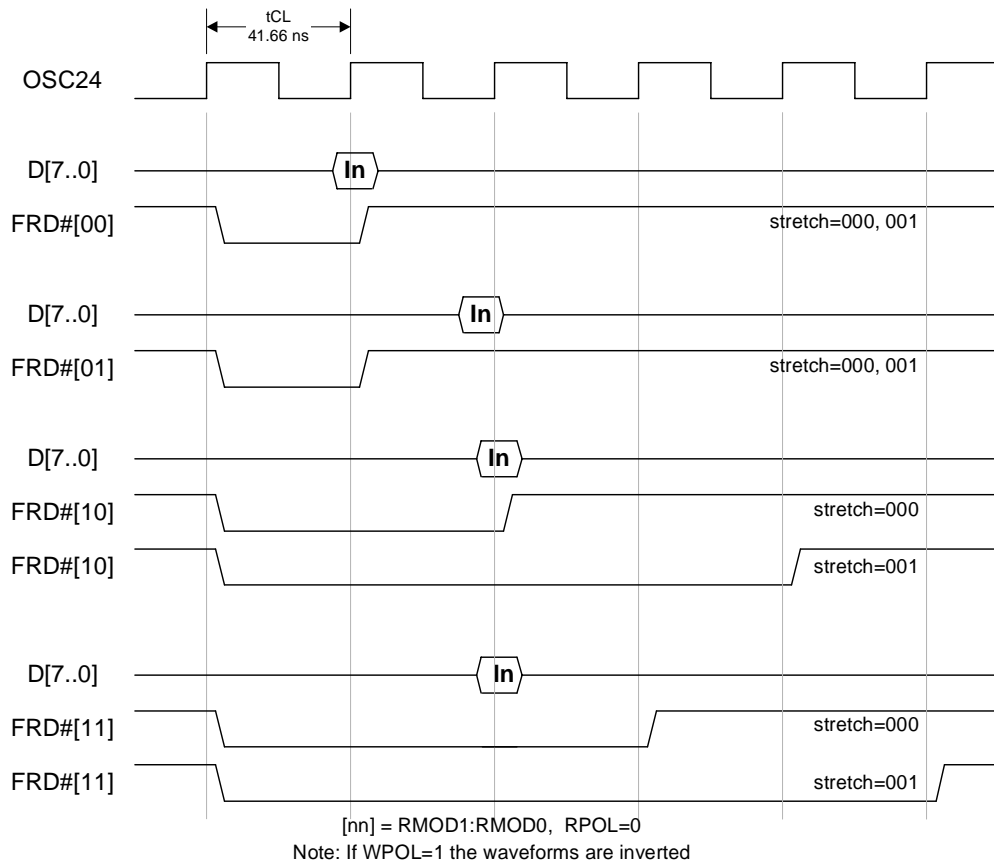 tCL
41.66 ns
OSC24
D[7..0]
In
FRD#[00]
stretch=000, 001
D[7..0]
In
FRD#[01]
stretch=000, 001
D[7..0]
In
FRD#[10]
stretch=000
FRD#[10]
stretch=001
D[7..0]
In
FRD#[11]
stretch=000
FRD#[11]
stretch=001
[nn] = RMOD1:RMOD0, RPOL=0
Note: If WPOL=1 the waveforms are inverted